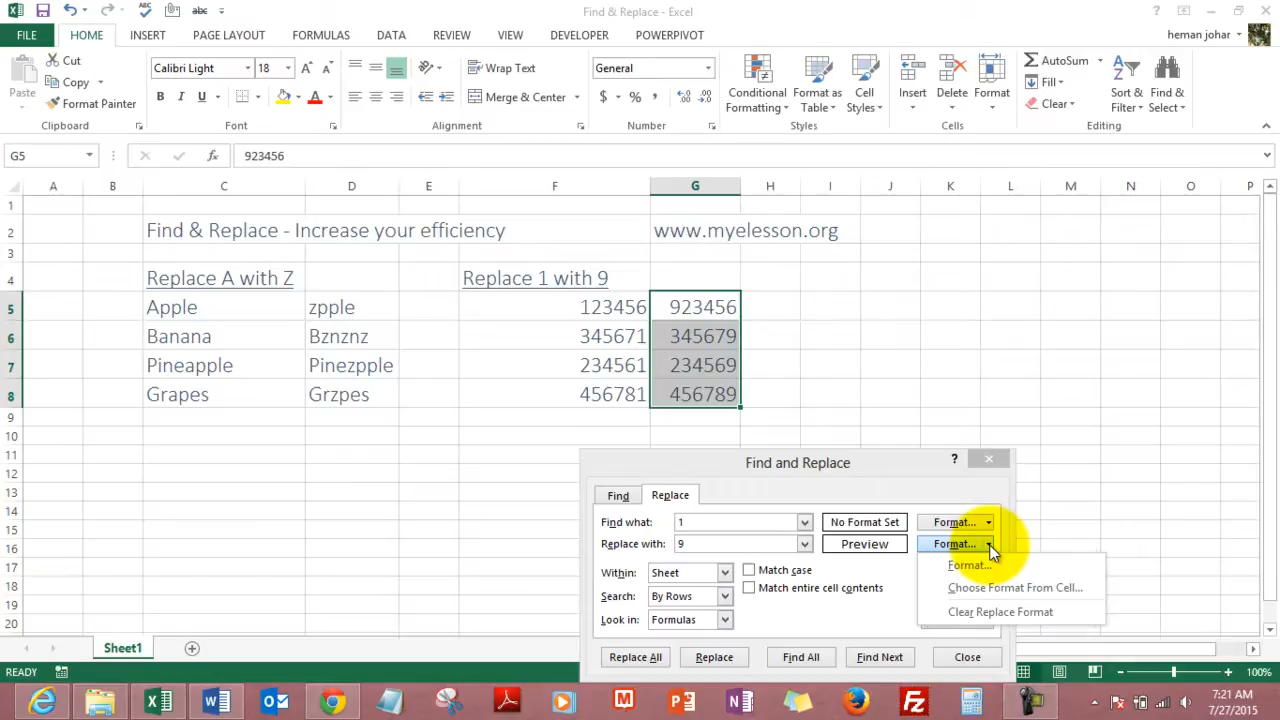 Find & Replace - Excel
FILE HOME INSERT PAGE LAYOUT FORMULAS DATA REVIEW VIEW DEVELOPER POWERPIVOT heman johar
Paste Cut Copy Format Painter
Calibri Light 18
B I U A
Wrap Text
Merge & Center
General
$ %
Conditional Formatting Format as Table Cell Styles
Insert Delete Format
AutoSum Fill Clear
Sort & Filter Find & Select
Clipboard Font Alignment Number Styles Cells Editing
G5 fx 923456
A B C D E F G H I J K L M N O P
1
2 Find & Replace - Increase your efficiency www.myelesson.org
3
4 Replace A with Z Replace 1 with 9
5 Apple zpple 123456 923456
6 Banana Bznznz 345671 345679
7 Pineapple Pinezpple 234561 234569
8 Grapes Grzpes 456781 456789
9
10
11
12
13
14
15
16
17
18
19
20
Find and Replace ?
Find Replace
Find what: 1 No Format Set Format...
Replace with: 9 Preview Format...
Within: Sheet Match case
Search: By Rows Match entire cell contents
Look in: Formulas
Format...
Choose Format From Cell...
Clear Replace Format
Replace All Replace Find All Find Next Close
Sheet1
READY 100%
7:21 AM
7/27/2015